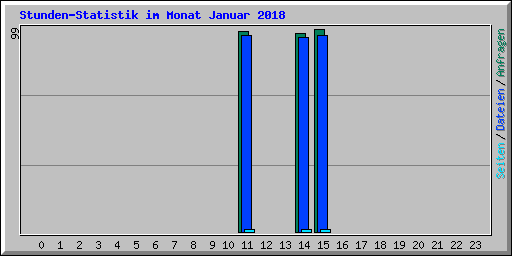 Stunden-Statistik im Monat Januar 2018
99
0 1 2 3 4 5 6 7 8 9 10 11 12 13 14 15 16 17 18 19 20 21 22 23
Seiten/Dateien/Anfragen